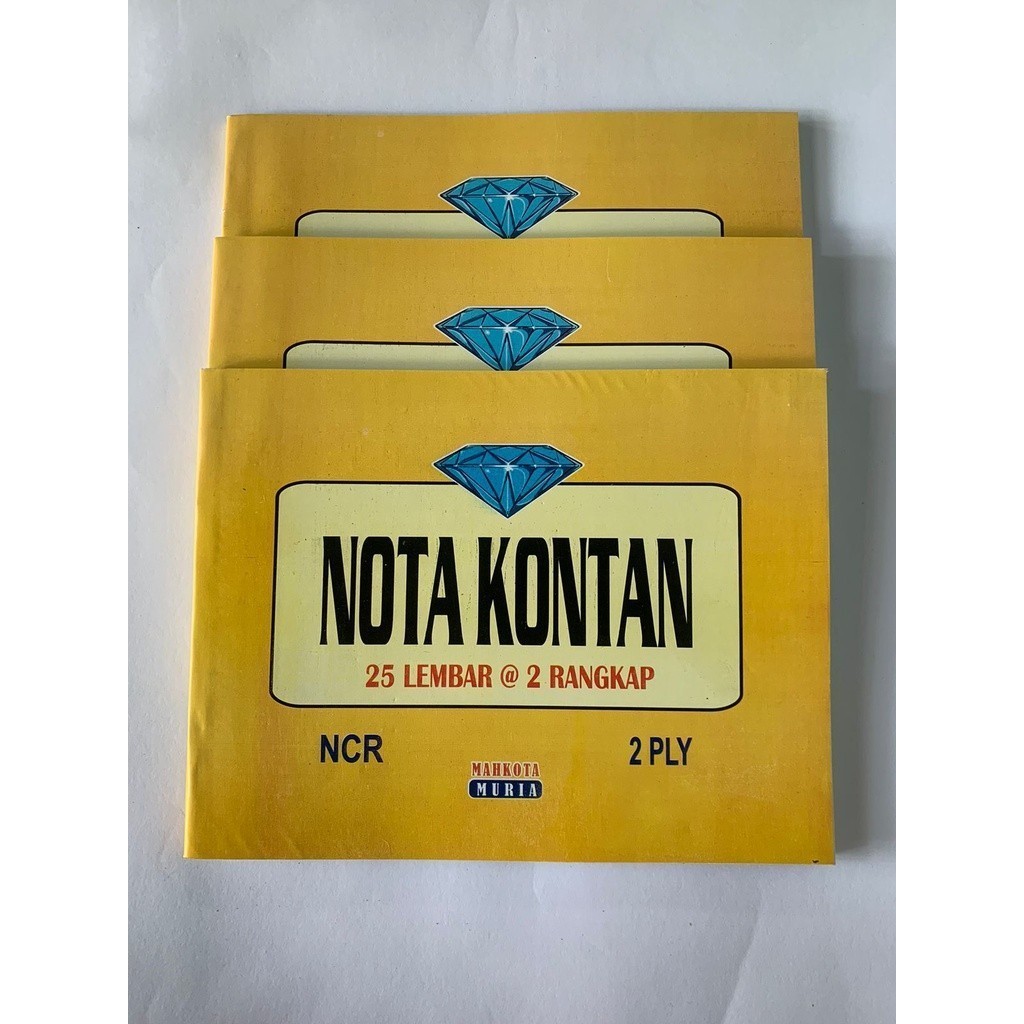 NOTA KONTAN
25 LEMBAR @ 2 RANGKAP
NCR
2 PLY
MAHKOTA
MURIA